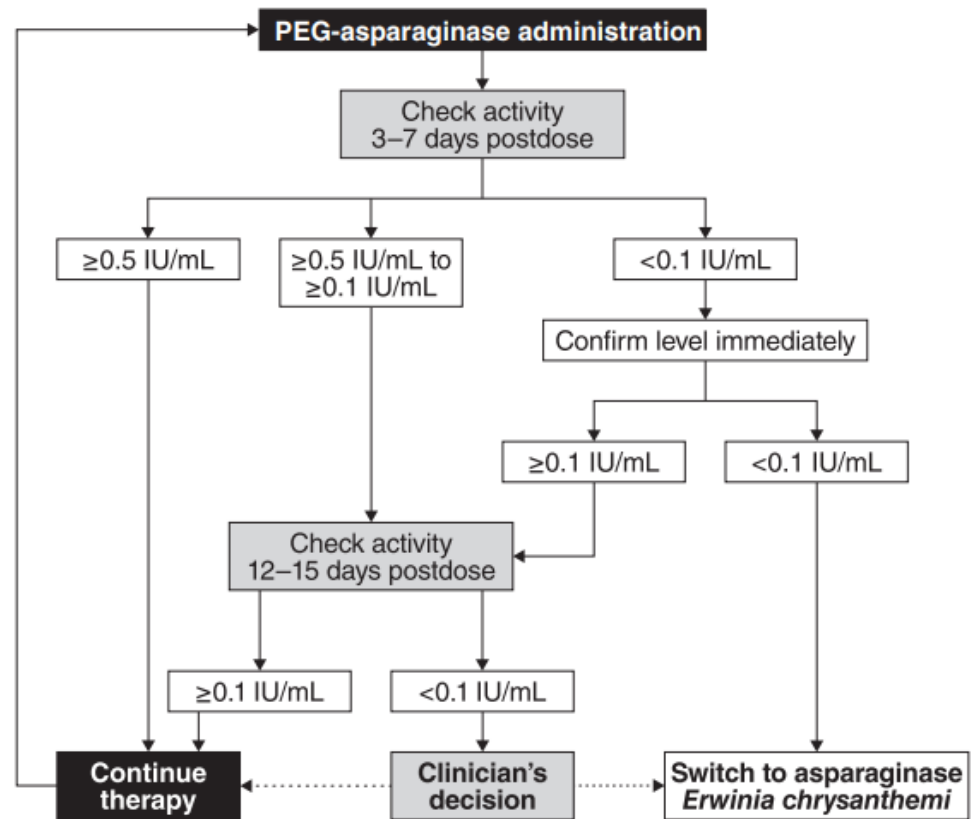 PEG-asparaginase administration
Check activity
3–7 days postdose
≥0.5 IU/mL
≥0.5 IU/mL to
≥0.1 IU/mL
<0.1 IU/mL
Confirm level immediately
≥0.1 IU/mL
<0.1 IU/mL
Check activity
12–15 days postdose
≥0.1 IU/mL
<0.1 IU/mL
Continue
therapy
Clinician's
decision
Switch to asparaginase
Erwinia chrysanthemi